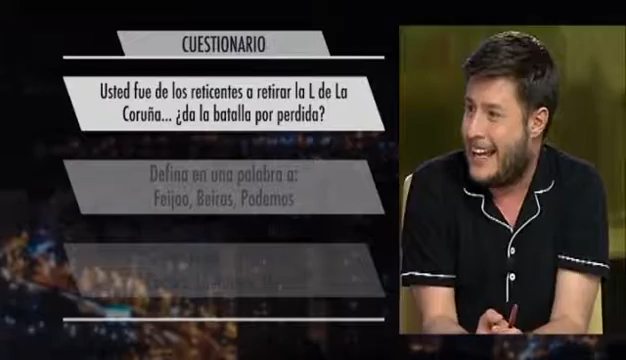 CUESTIONARIO
Usted fue de los reticentes a retirar la L de La
Coruña... ¿da la batalla por perdida?
Defina en una palabra a:
Feijoo, Beiras, Podemos